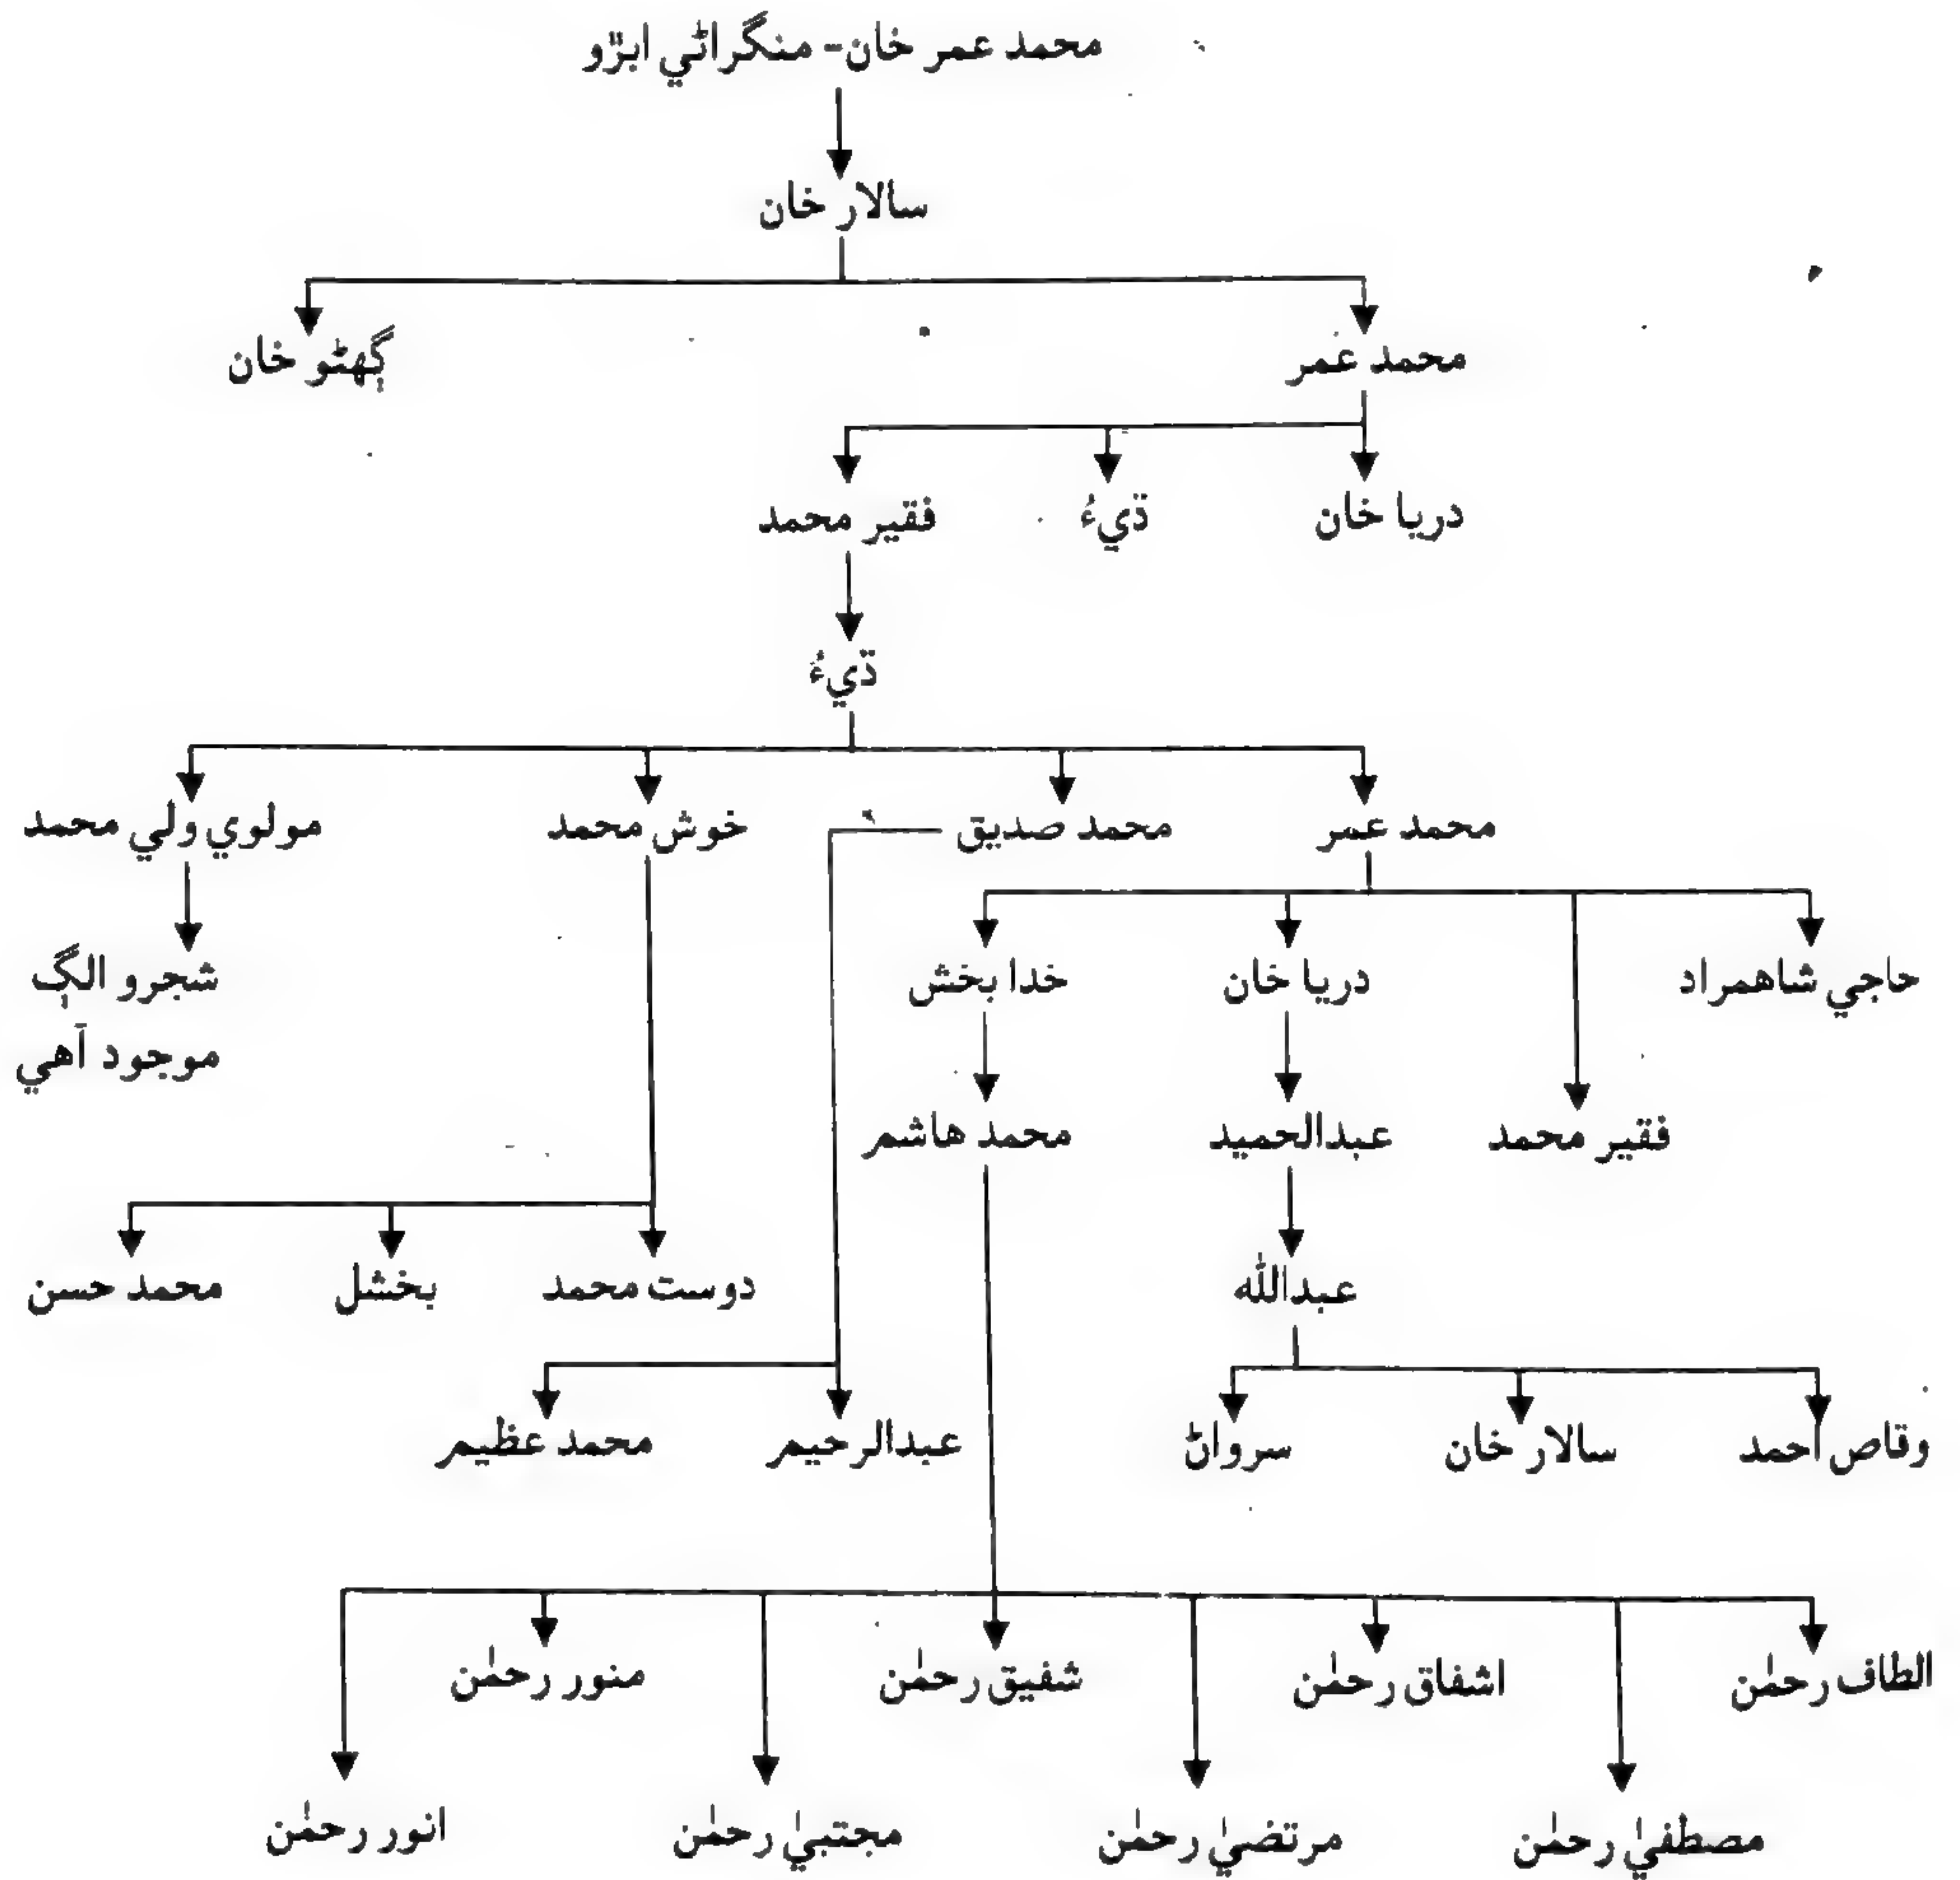 محمد عمر خان- منگراڻي ابڙو
سالار خان
محمد عمر
ڳهڻو خان
دريا خان
ڏيءُ
فقير محمد
ڏيءُ
محمد عمر
محمد صديق
خوش محمد
مولوي ولي محمد
حاجي شاهمراد
دريا خان
خدا بخش
شجرو الڳ
موجود آهي
فقير محمد
عبدالحميد
محمد هاشم
عبدالله
دوست محمد
بخشل
محمد حسن
وقاص احمد
سالار خان
سرواڻ
عبدالرحيم
محمد عظيم
الطاف رحمٰن
اشفاق رحمٰن
شفيق رحمٰن
منور رحمٰن
مصطفيٰ رحمٰن
مرتضيٰ رحمٰن
مجتبيٰ رحمٰن
انور رحمٰن